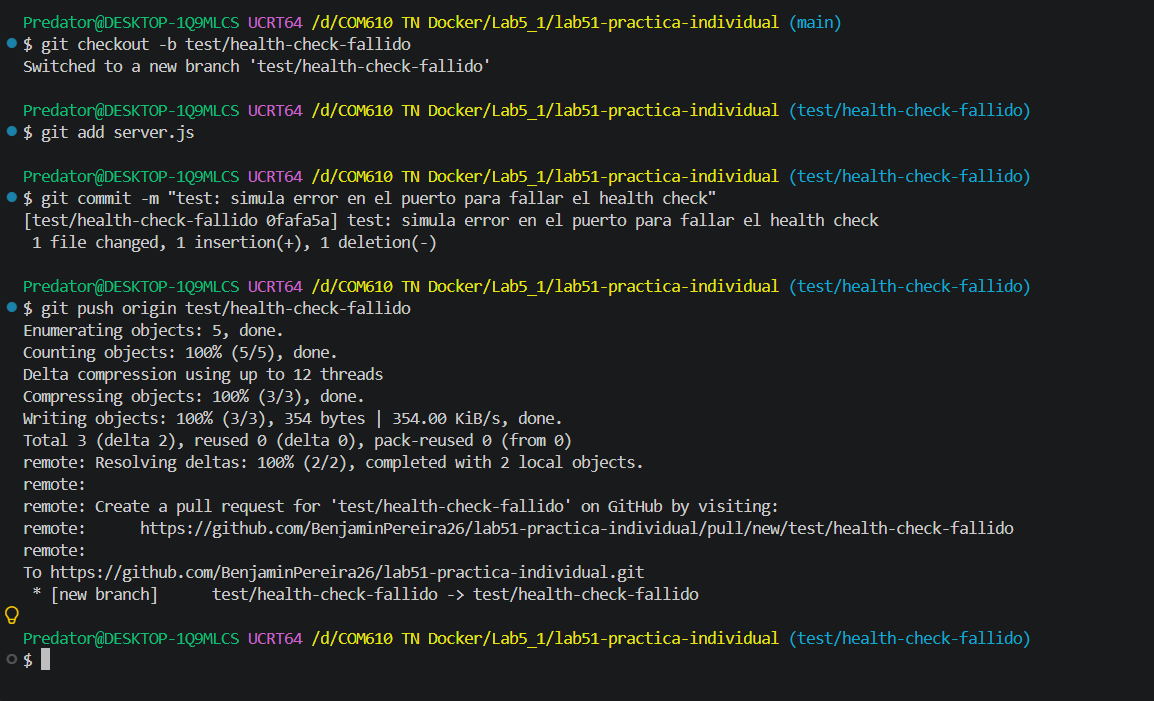 Predator@DESKTOP-1Q9MLCS UCRT64 /d/COM610 TN Docker/Lab5_1/lab51-practica-individual (main)
$ git checkout -b test/health-check-fallido
Switched to a new branch 'test/health-check-fallido'
Predator@DESKTOP-1Q9MLCS UCRT64 /d/COM610 TN Docker/Lab5_1/lab51-practica-individual (test/health-check-fallido)
$ git add server.js
Predator@DESKTOP-1Q9MLCS UCRT64 /d/COM610 TN Docker/Lab5_1/lab51-practica-individual (test/health-check-fallido)
$ git commit -m "test: simula error en el puerto para fallar el health check"
[test/health-check-fallido 0fafa5a] test: simula error en el puerto para fallar el health check
 1 file changed, 1 insertion(+), 1 deletion(-)
Predator@DESKTOP-1Q9MLCS UCRT64 /d/COM610 TN Docker/Lab5_1/lab51-practica-individual (test/health-check-fallido)
$ git push origin test/health-check-fallido
Enumerating objects: 5, done.
Counting objects: 100% (5/5), done.
Delta compression using up to 12 threads
Compressing objects: 100% (3/3), done.
Writing objects: 100% (3/3), 354 bytes | 354.00 KiB/s, done.
Total 3 (delta 2), reused 0 (delta 0), pack-reused 0 (from 0)
remote: Resolving deltas: 100% (2/2), completed with 2 local objects.
remote:
remote: Create a pull request for 'test/health-check-fallido' on GitHub by visiting:
remote:      https://github.com/BenjaminPereira26/lab51-practica-individual/pull/new/test/health-check-fallido
remote:
To https://github.com/BenjaminPereira26/lab51-practica-individual.git
 * [new branch]      test/health-check-fallido -> test/health-check-fallido
Predator@DESKTOP-1Q9MLCS UCRT64 /d/COM610 TN Docker/Lab5_1/lab51-practica-individual (test/health-check-fallido)
$